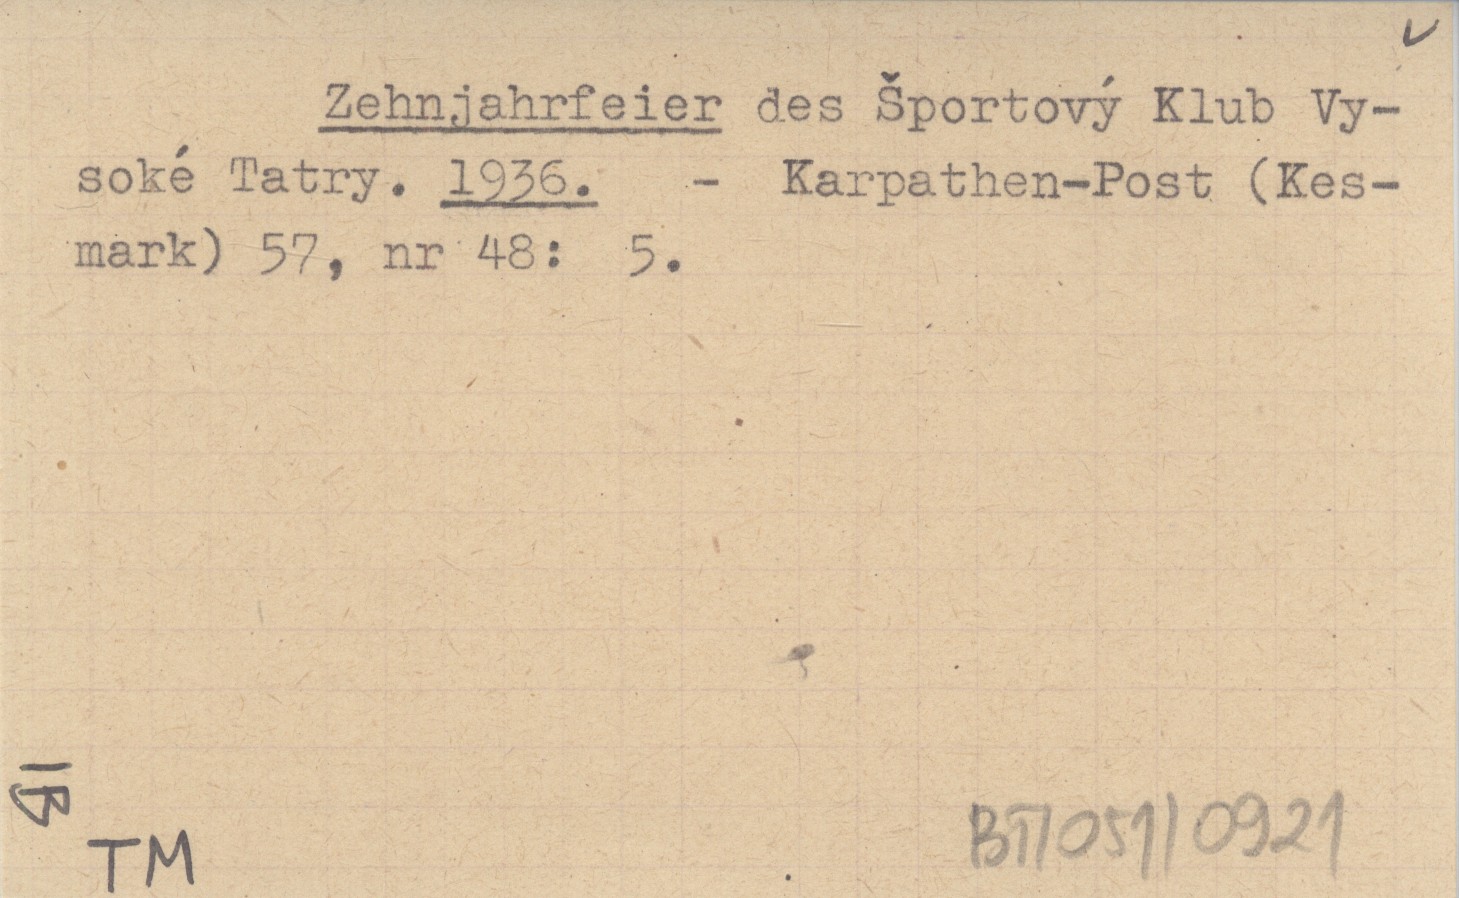 Zehnjahrfeier des Športový Klub Vy-
soké Tatry. 1936. - Karpathen-Post (Kes-
mark) 57, nr 48: 5.
TM
BT/051/0921